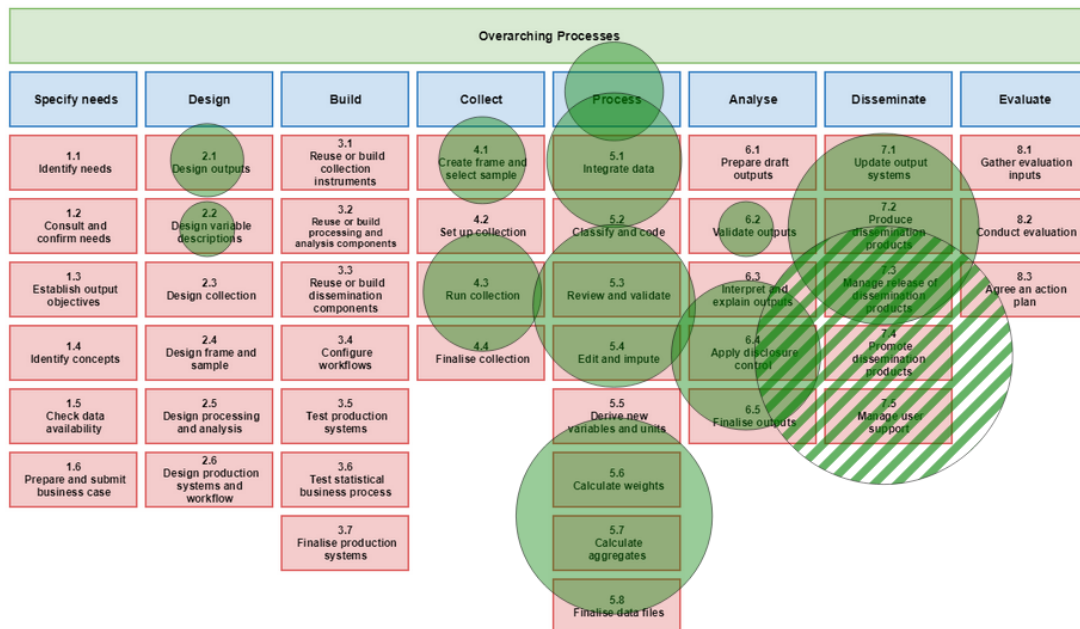 Overarching Processes
Specify needs
Design
Build
Collect
Process
Analyse
Disseminate
Evaluate
1.1
Identify needs
2.1
Design outputs
3.1
Reuse or build
collection
instruments
4.1
Create frame and
select sample
5.1
Integrate data
6.1
Prepare draft
outputs
7.1
Update output
systems
8.1
Gather evaluation
inputs
1.2
Consult and
confirm needs
2.2
Design variable
descriptions
3.2
Reuse or build
processing and
analysis components
4.2
Set up collection
5.2
Classify and code
6.2
Validate outputs
7.2
Produce
dissemination
products
8.2
Conduct evaluation
1.3
Establish output
objectives
2.3
Design collection
3.3
Reuse or build
dissemination
components
4.3
Run collection
5.3
Review and validate
6.3
Interpret and
explain outputs
7.3
Manage release of
dissemination
products
8.3
Agree an action
plan
1.4
Identify concepts
2.4
Design frame and
sample
3.4
Configure
workflows
4.4
Finalise collection
5.4
Edit and impute
6.4
Apply disclosure
control
7.4
Promote
dissemination
products
1.5
Check data
availability
2.5
Design processing
and analysis
3.5
Test production
systems
5.5
Derive new
variables and units
6.5
Finalise outputs
7.5
Manage user
support
1.6
Prepare and submit
business case
2.6
Design production
systems and
workflow
3.6
Test statistical
business process
5.6
Calculate weights
3.7
Finalise production
systems
5.7
Calculate
aggregates
5.8
Finalise data files